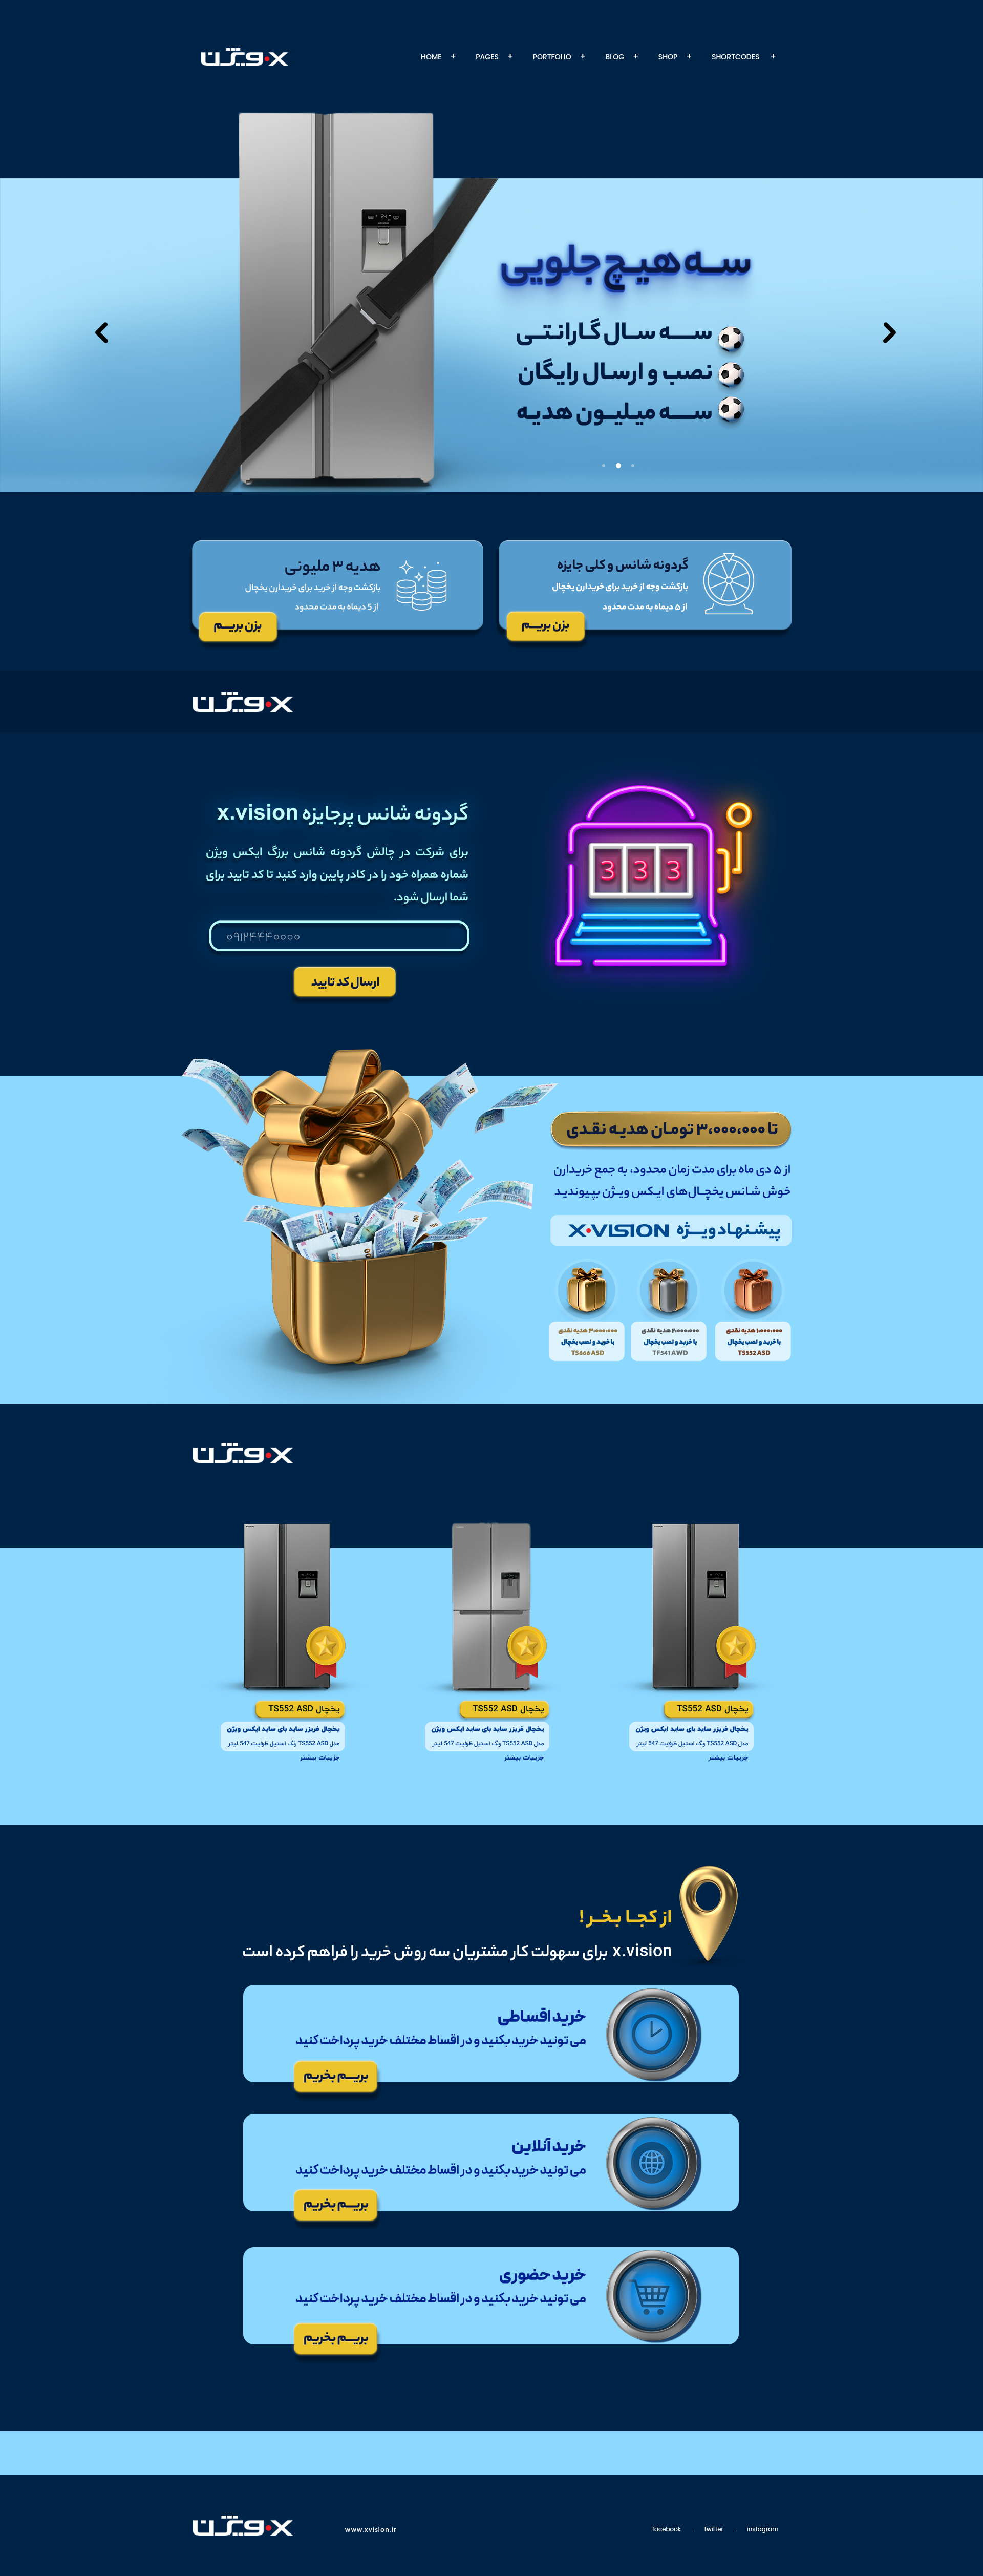 x.ویژن
HOME + PAGES + PORTFOLIO + BLOG + SHOP + SHORTCODES +
سه هیچ جلویی
سه سال گارانتی
نصب و ارسال رایگان
سه میلیون هدیه
گردونه شانس و کلی جایزه
بازگشت وجه از خرید برای خریدارن یخچال
از ۵ دیماه به مدت محدود
بزن بریم
هدیه ۳ میلیونی
بازگشت وجه از خرید برای خریدارن یخچال
از 5 دیماه به مدت محدود
بزن بریم
x.ویژن
گردونه شانس پرجایزه x.vision
برای شرکت در چالش گردونه شانس برزگ ایکس ویژن
شماره همراه خود را در کادر پایین وارد کنید تا کد تایید برای
شما ارسال شود.
۰۹۱۲۴۴۴۰۰۰۰
ارسال کد تایید
3 3 3
تا ۳،۰۰۰،۰۰۰ تومان هدیه نقدی
از ۵ دی ماه برای مدت زمان محدود، به جمع خریدارن
خوش شانس یخچال‌های ایکس ویژن بپیوندید
پیشنهاد ویژه X.VISION
۱،۰۰۰،۰۰۰ هدیه نقدی
با خرید و نصب یخچال
TS552 ASD
۲،۰۰۰،۰۰۰ هدیه نقدی
با خرید و نصب یخچال
TF541 AWD
۳،۰۰۰،۰۰۰ هدیه نقدی
با خرید و نصب یخچال
TS666 ASD
x.ویژن
یخچال TS552 ASD
یخچال فریزر ساید بای ساید ایکس ویژن
مدل TS552 ASD رنگ استیل ظرفیت 547 لیتر
جزییات بیشتر
یخچال TS552 ASD
یخچال فریزر ساید بای ساید ایکس ویژن
مدل TS552 ASD رنگ استیل ظرفیت 547 لیتر
جزییات بیشتر
یخچال TS552 ASD
یخچال فریزر ساید بای ساید ایکس ویژن
مدل TS552 ASD رنگ استیل ظرفیت 547 لیتر
جزییات بیشتر
از کجا بخر !
x.vision برای سهولت کار مشتریان سه روش خرید را فراهم کرده است
خرید اقساطی
می تونید خرید بکنید و در اقساط مختلف خرید پرداخت کنید
بریم بخریم
خرید آنلاین
می تونید خرید بکنید و در اقساط مختلف خرید پرداخت کنید
بریم بخریم
خرید حضوری
می تونید خرید بکنید و در اقساط مختلف خرید پرداخت کنید
بریم بخریم
x.ویژن
www.xvision.ir
facebook . twitter . instagram